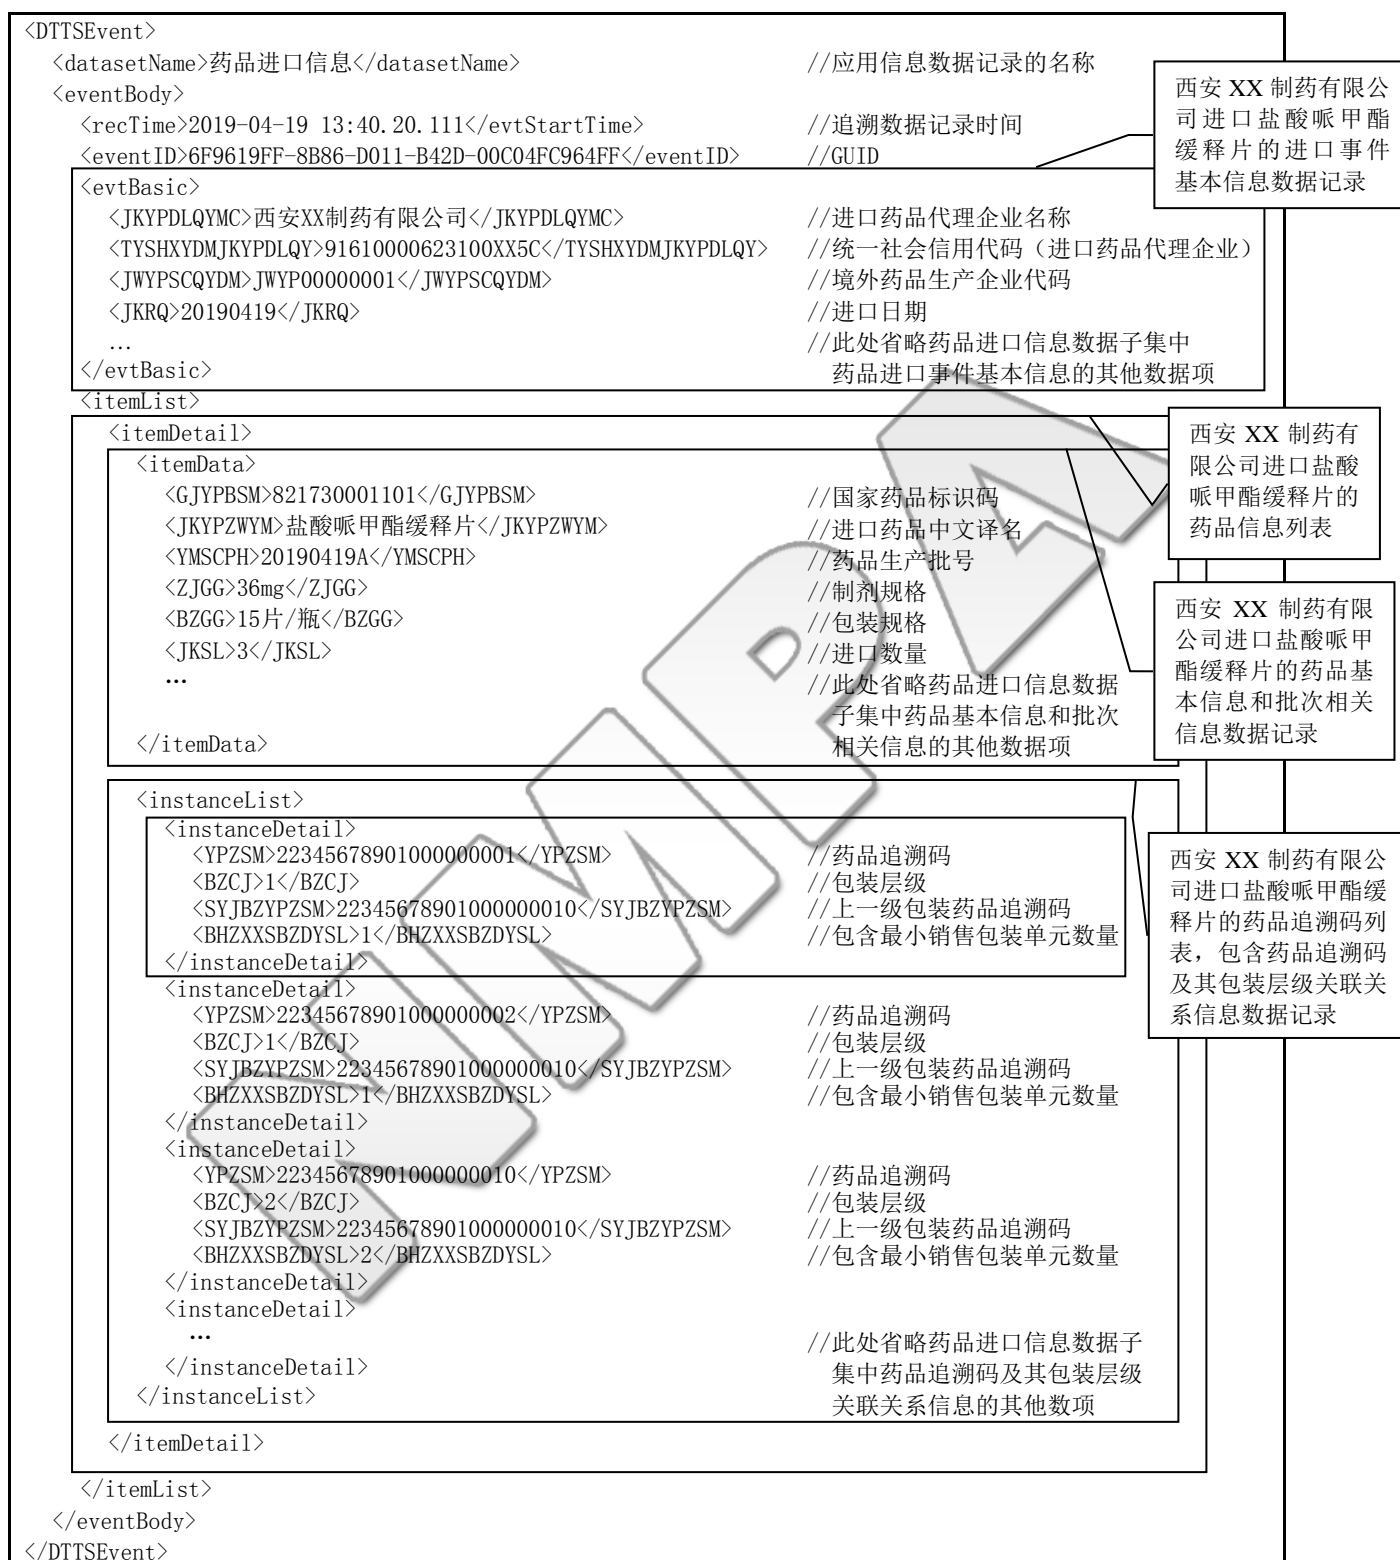 <DTTSEvent>
<datasetName>药品进口信息</datasetName> //应用信息数据记录的名称
<eventBody>
<recTime>2019-04-19 13:40.20.111</evtStartTime> //追溯数据记录时间
<eventID>6F9619FF-8B86-D011-B42D-00C04FC964FF</eventID> //GUID
西安 XX 制药有限公
司进口盐酸哌甲酯
缓释片的进口事件
基本信息数据记录
<evtBasic>
<JKYPDLQYMC>西安XX制药有限公司</JKYPDLQYMC> //进口药品代理企业名称
<TYSHXYDMJKYPDLQY>91610000623100XX5C</TYSHXYDMJKYPDLQY> //统一社会信用代码（进口药品代理企业）
<JWYPSCQYDM>JWYP00000001</JWYPSCQYDM> //境外药品生产企业代码
<JKRQ>20190419</JKRQ> //进口日期
… //此处省略药品进口信息数据子集中
</evtBasic> 药品进口事件基本信息的其他数据项
<itemList>
<itemDetail>
西安 XX 制药有
限公司进口盐酸
哌甲酯缓释片的
药品信息列表
<itemData>
<GJYPBSM>821730001101</GJYPBSM> //国家药品标识码
<JKYPZWYM>盐酸哌甲酯缓释片</JKYPZWYM> //进口药品中文译名
<YMSCPH>20190419A</YMSCPH> //药品生产批号
<ZJGG>36mg</ZJGG> //制剂规格
<BZGG>15片/瓶</BZGG> //包装规格
<JKSL>3</JKSL> //进口数量
… //此处省略药品进口信息数据
子集中药品基本信息和批次
</itemData> 相关信息的其他数据项
西安 XX 制药有限
公司进口盐酸哌甲
酯缓释片的药品基
本信息和批次相关
信息数据记录
<instanceList>
<instanceDetail>
<YPZSM>22345678901000000001</YPZSM> //药品追溯码
<BZCJ>1</BZCJ> //包装层级
<SYJBZYPZSM>22345678901000000010</SYJBZYPZSM> //上一级包装药品追溯码
<BHZXXSBZDYSL>1</BHZXXSBZDYSL> //包含最小销售包装单元数量
</instanceDetail>
西安 XX 制药有限公
司进口盐酸哌甲酯缓
释片的药品追溯码列
表，包含药品追溯码
及其包装层级关联关
系信息数据记录
<instanceDetail>
<YPZSM>22345678901000000002</YPZSM> //药品追溯码
<BZCJ>1</BZCJ> //包装层级
<SYJBZYPZSM>22345678901000000010</SYJBZYPZSM> //上一级包装药品追溯码
<BHZXXSBZDYSL>1</BHZXXSBZDYSL> //包含最小销售包装单元数量
</instanceDetail>
<instanceDetail>
<YPZSM>22345678901000000010</YPZSM> //药品追溯码
<BZCJ>2</BZCJ> //包装层级
<SYJBZYPZSM>22345678901000000010</SYJBZYPZSM> //上一级包装药品追溯码
<BHZXXSBZDYSL>2</BHZXXSBZDYSL> //包含最小销售包装单元数量
</instanceDetail>
<instanceDetail>
… //此处省略药品进口信息数据子
</instanceDetail> 集中药品追溯码及其包装层级
</instanceList> 关联关系信息的其他数项
</itemDetail>
</itemList>
</eventBody>
</DTTSEvent>
NMPA